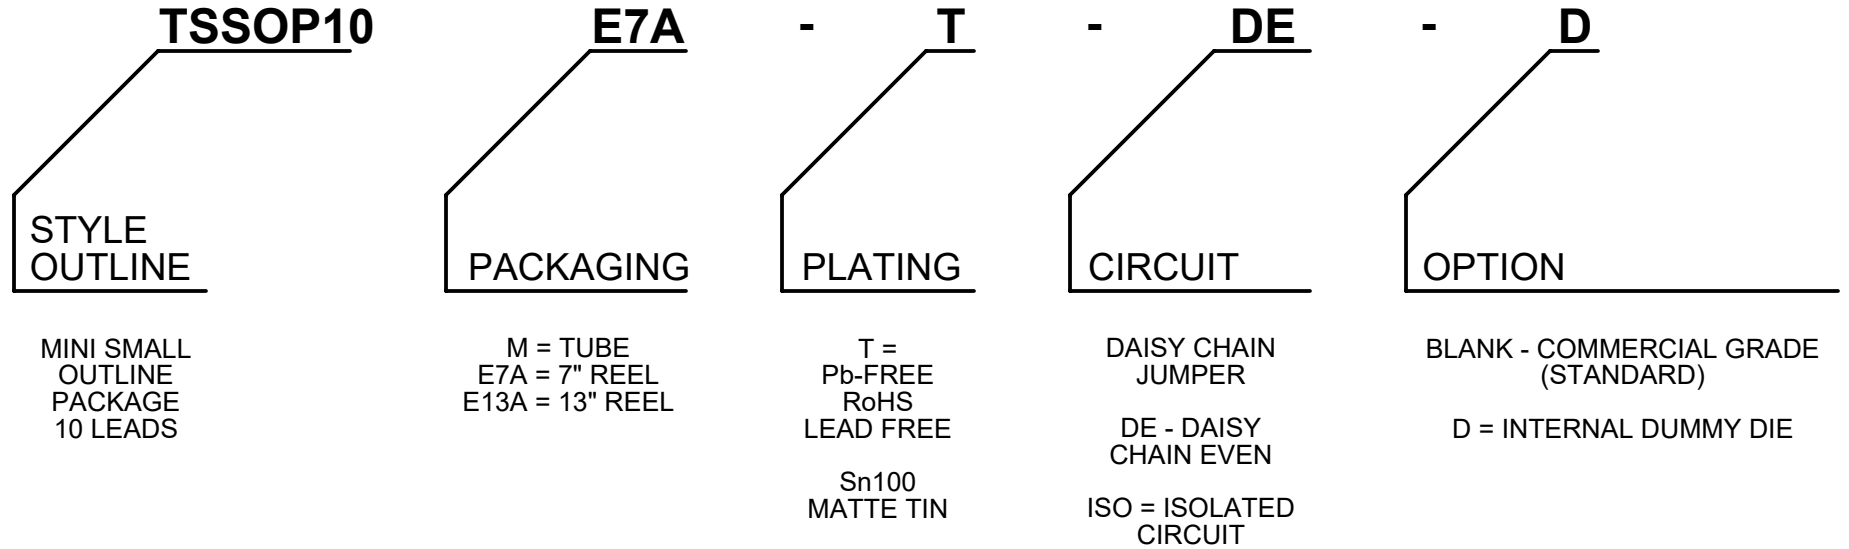 TSSOP10 E7A - T - DE - D
STYLE
OUTLINE
PACKAGING
PLATING
CIRCUIT
OPTION
MINI SMALL
OUTLINE
PACKAGE
10 LEADS
M = TUBE
E7A = 7" REEL
E13A = 13" REEL
T =
Pb-FREE
RoHS
LEAD FREE
Sn100
MATTE TIN
DAISY CHAIN
JUMPER
DE - DAISY
CHAIN EVEN
ISO = ISOLATED
CIRCUIT
BLANK - COMMERCIAL GRADE
(STANDARD)
D = INTERNAL DUMMY DIE